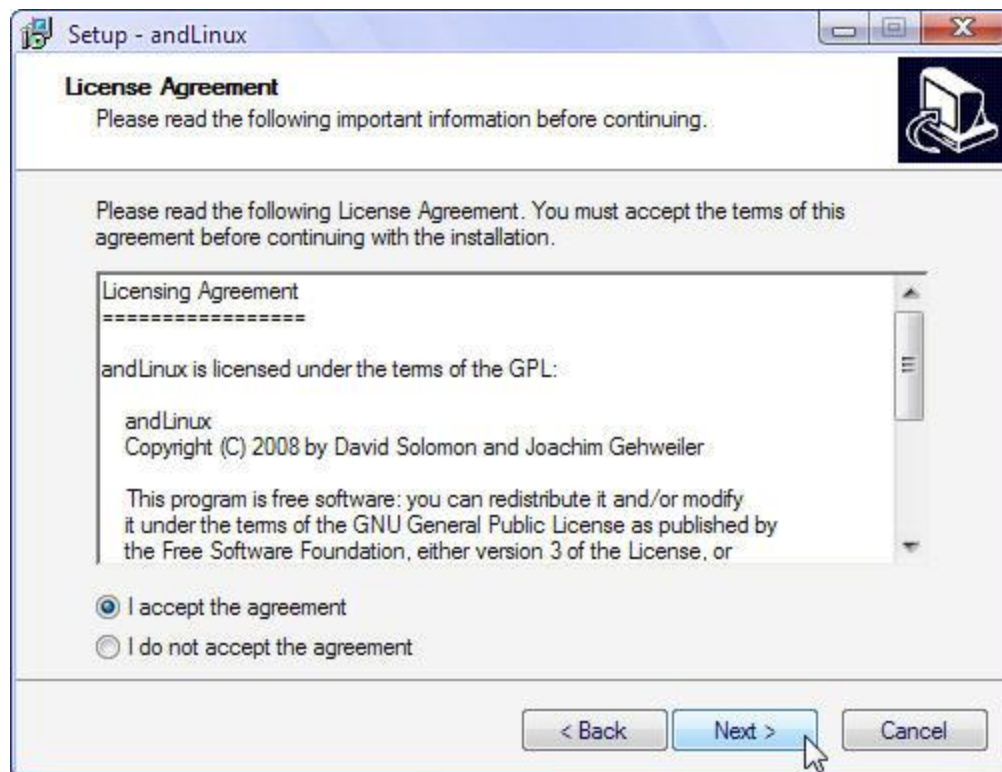 Setup - andLinux
License Agreement
Please read the following important information before continuing.
Please read the following License Agreement. You must accept the terms of this
agreement before continuing with the installation.
Licensing Agreement
=================
andLinux is licensed under the terms of the GPL:
andLinux
Copyright (C) 2008 by David Solomon and Joachim Gehweiler
This program is free software: you can redistribute it and/or modify
it under the terms of the GNU General Public License as published by
the Free Software Foundation, either version 3 of the License, or
I accept the agreement
I do not accept the agreement
< Back Next > Cancel